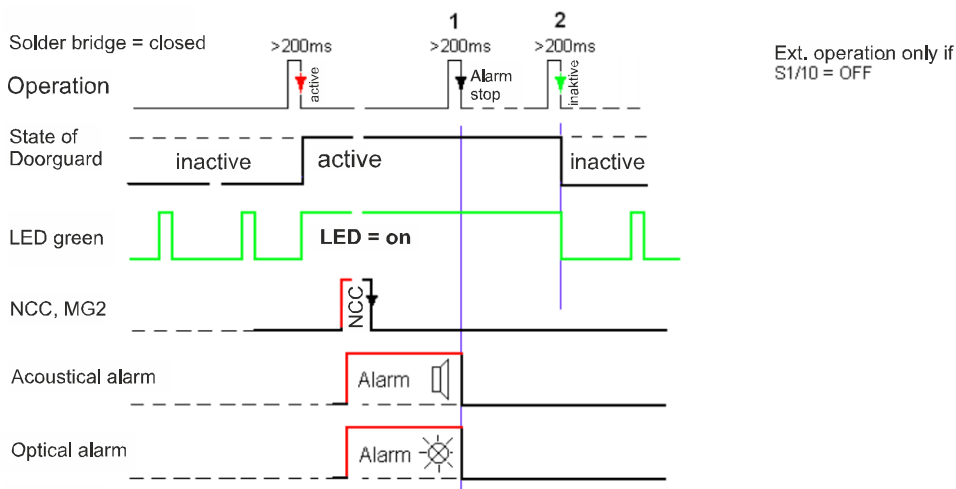 1 2
Solder bridge = closed >200ms >200ms >200ms
Ext. operation only if
S1/10 = OFF
Operation active Alarm
stop inaktive
State of
Doorguard inactive active inactive
LED green LED = on
NCC, MG2 NCC
Acoustical alarm Alarm
Optical alarm Alarm